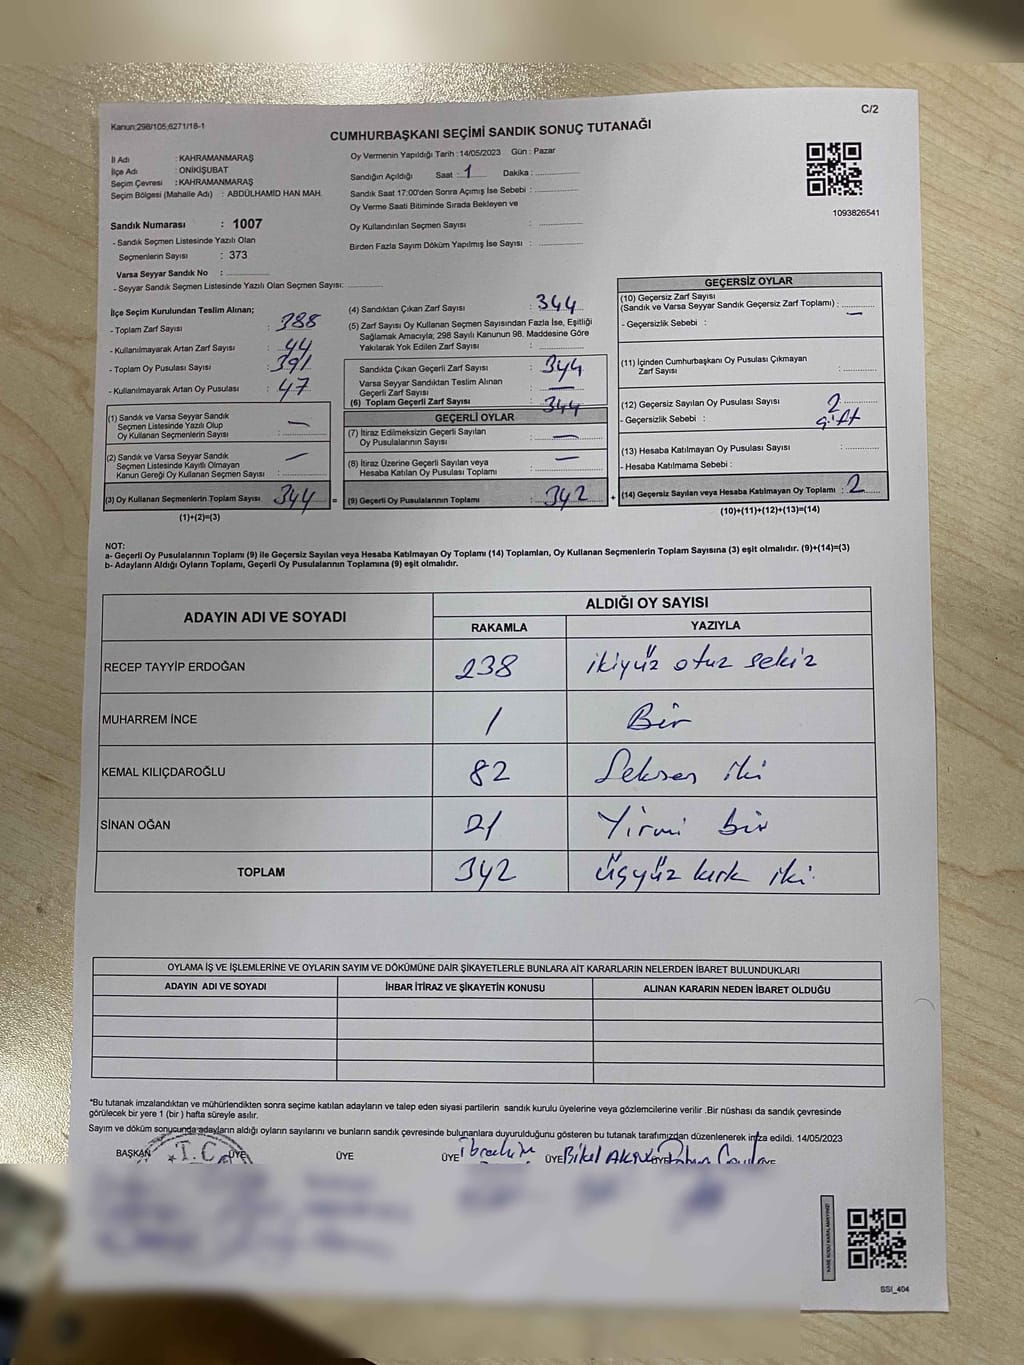 Kanun;298/105;6271/18-1
C/2
CUMHURBAŞKANI SEÇİMİ SANDIK SONUÇ TUTANAĞI
İl Adı : KAHRAMANMARAŞ
İlçe Adı : ONİKİŞUBAT
Seçim Çevresi : KAHRAMANMARAŞ
Seçim Bölgesi (Mahalle Adı) : ABDÜLHAMİD HAN MAH.
Oy Vermenin Yapıldığı Tarih :14/05/2023 Gün : Pazar
Sandığın Açıldığı Saat : 1 Dakika :
Sandık Saat 17:00'den Sonra Açımış İse Sebebi :
Oy Verme Saati Bitiminde Sırada Bekleyen ve
Oy Kullandırılan Seçmen Sayısı :
Birden Fazla Sayım Döküm Yapılmış İse Sayısı :
1093826541
Sandık Numarası : 1007
- Sandık Seçmen Listesinde Yazılı Olan
Seçmenlerin Sayısı : 373
Varsa Seyyar Sandık No :
- Seyyar Sandık Seçmen Listesinde Yazılı Olan Seçmen Sayısı:
İlçe Seçim Kurulundan Teslim Alınan;
- Toplam Zarf Sayısı : 388
- Kullanılmayarak Artan Zarf Sayısı : 44
- Toplam Oy Pusulası Sayısı : 391
- Kullanılmayarak Artan Oy Pusulası : 47
(1) Sandık ve Varsa Seyyar Sandık
Seçmen Listesinde Yazılı Olup
Oy Kullanan Seçmenlerin Sayısı : —
(2) Sandık ve Varsa Seyyar Sandık
Seçmen Listesinde Kayıtlı Olmayan
Kanun Gereği Oy Kullanan Seçmen Sayısı : —
(3) Oy Kullanan Seçmenlerin Toplam Sayısı 344 =
(1)+(2)=(3)
(4) Sandıktan Çıkan Zarf Sayısı : 344
(5) Zarf Sayısı Oy Kullanan Seçmen Sayısından Fazla İse, Eşitliği
Sağlamak Amacıyla; 298 Sayılı Kanunun 98. Maddesine Göre
Yakılarak Yok Edilen Zarf Sayısı :
Sandıkta Çıkan Geçerli Zarf Sayısı : 344
Varsa Seyyar Sandıktan Teslim Alınan
Geçerli Zarf Sayısı : —
(6) Toplam Geçerli Zarf Sayısı : 344
GEÇERLİ OYLAR
(7) İtiraz Edilmeksizin Geçerli Sayılan
Oy Pusulalarının Sayısı : —
(8) İtiraz Üzerine Geçerli Sayılan veya
Hesaba Katılan Oy Pusulası Toplamı : —
(9) Geçerli Oy Pusulalarının Toplamı : 342 +
GEÇERSİZ OYLAR
(10) Geçersiz Zarf Sayısı
(Sandık ve Varsa Seyyar Sandık Geçersiz Zarf Toplamı) : —
- Geçersizlik Sebebi :
(11) İçinden Cumhurbaşkanı Oy Pusulası Çıkmayan
Zarf Sayısı :
(12) Geçersiz Sayılan Oy Pusulası Sayısı : 2
- Geçersizlik Sebebi : çift
(13) Hesaba Katılmayan Oy Pusulası Sayısı :
- Hesaba Katılmama Sebebi :
(14) Geçersiz Sayılan veya Hesaba Katılmayan Oy Toplamı : 2
(10)+(11)+(12)+(13)=(14)
NOT:
a- Geçerli Oy Pusulalarının Toplamı (9) ile Geçersiz Sayılan veya Hesaba Katılmayan Oy Toplamı (14) Toplamları, Oy Kullanan Seçmenlerin Toplam Sayısına (3) eşit olmalıdır. (9)+(14)=(3)
b- Adayların Aldığı Oyların Toplamı, Geçerli Oy Pusulalarının Toplamına (9) eşit olmalıdır.
ADAYIN ADI VE SOYADI ALDIĞI OY SAYISI
RAKAMLA YAZIYLA
RECEP TAYYİP ERDOĞAN 238 ikiyüz otuz sekiz
MUHARREM İNCE 1 Bir
KEMAL KILIÇDAROĞLU 82 Seksen iki
SİNAN OĞAN 21 Yirmi bir
TOPLAM 342 üçyüz kırk iki
OYLAMA İŞ VE İŞLEMLERİNE VE OYLARIN SAYIM VE DÖKÜMÜNE DAİR ŞİKAYETLERLE BUNLARA AİT KARARLARIN NELERDEN İBARET BULUNDUKLARI
ADAYIN ADI VE SOYADI İHBAR İTİRAZ VE ŞİKAYETİN KONUSU ALINAN KARARIN NEDEN İBARET OLDUĞU
*Bu tutanak imzalandıktan ve mühürlendikten sonra seçime katılan adayların ve talep eden siyasi partilerin sandık kurulu üyelerine veya gözlemcilerine verilir .Bir nüshası da sandık çevresinde
görülecek bir yere 1 (bir ) hafta süreyle asılır.
Sayım ve döküm sonucunda adayların aldığı oyların sayılarını ve bunların sandık çevresinde bulunanlara duyurulduğunu gösteren bu tutanak tarafımızdan düzenlenerek imza edildi. 14/05/2023
BAŞKAN T.C. ÜYE ÜYE ÜYE İbrahim ÜYE ÜYE
KARE KODU KARALAMAYINIZ!
SSI_404